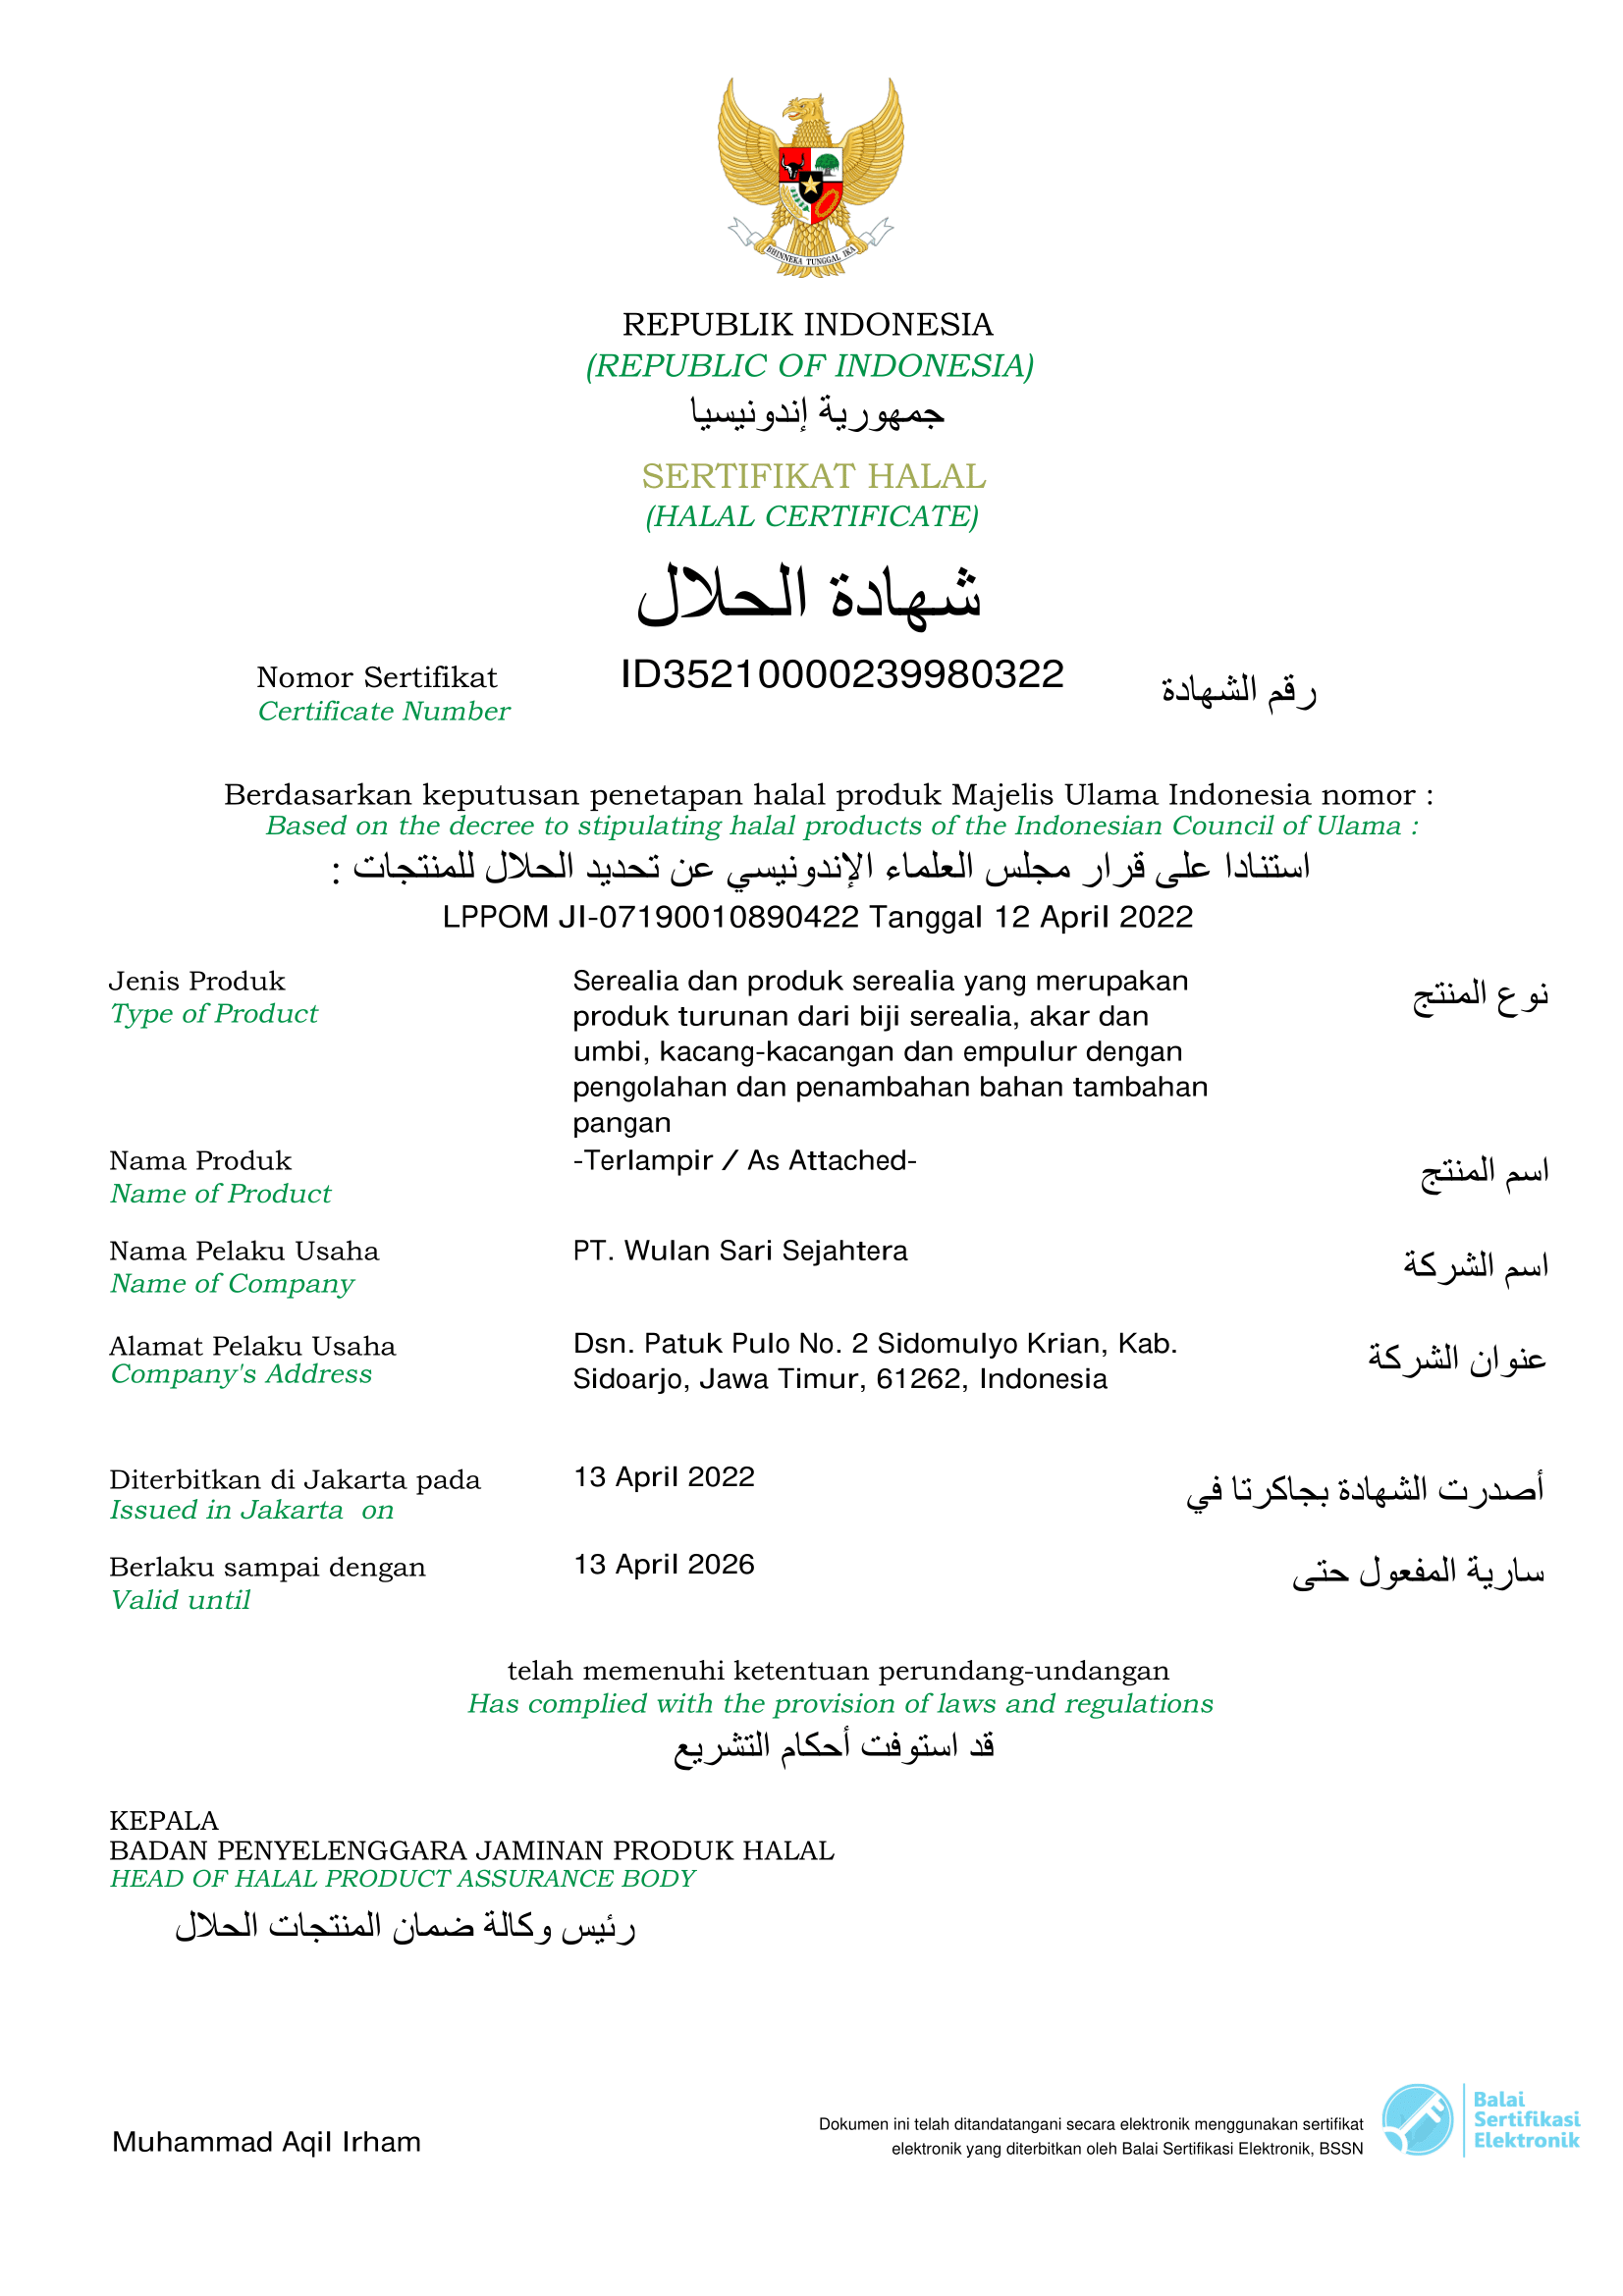 BHINNEKA TUNGGAL IKA
REPUBLIK INDONESIA
(REPUBLIC OF INDONESIA)
جمهورية إندونيسيا
SERTIFIKAT HALAL
(HALAL CERTIFICATE)
شهادة الحلال
Nomor Sertifikat ID35210000239980322 رقم الشهادة
Certificate Number
Berdasarkan keputusan penetapan halal produk Majelis Ulama Indonesia nomor :
Based on the decree to stipulating halal products of the Indonesian Council of Ulama :
استنادا على قرار مجلس العلماء الإندونيسي عن تحديد الحلال للمنتجات :
LPPOM JI-07190010890422 Tanggal 12 April 2022
Jenis Produk Serealia dan produk serealia yang merupakan نوع المنتج
Type of Product produk turunan dari biji serealia, akar dan
umbi, kacang-kacangan dan empulur dengan
pengolahan dan penambahan bahan tambahan
pangan
Nama Produk -Terlampir / As Attached- اسم المنتج
Name of Product
Nama Pelaku Usaha PT. Wulan Sari Sejahtera اسم الشركة
Name of Company
Alamat Pelaku Usaha Dsn. Patuk Pulo No. 2 Sidomulyo Krian, Kab. عنوان الشركة
Company's Address Sidoarjo, Jawa Timur, 61262, Indonesia
Diterbitkan di Jakarta pada 13 April 2022 أصدرت الشهادة بجاكرتا في
Issued in Jakarta on
Berlaku sampai dengan 13 April 2026 سارية المفعول حتى
Valid until
telah memenuhi ketentuan perundang-undangan
Has complied with the provision of laws and regulations
قد استوفت أحكام التشريع
KEPALA
BADAN PENYELENGGARA JAMINAN PRODUK HALAL
HEAD OF HALAL PRODUCT ASSURANCE BODY
رئيس وكالة ضمان المنتجات الحلال
Muhammad Aqil Irham
Dokumen ini telah ditandatangani secara elektronik menggunakan sertifikat
elektronik yang diterbitkan oleh Balai Sertifikasi Elektronik, BSSN
Balai
Sertifikasi
Elektronik